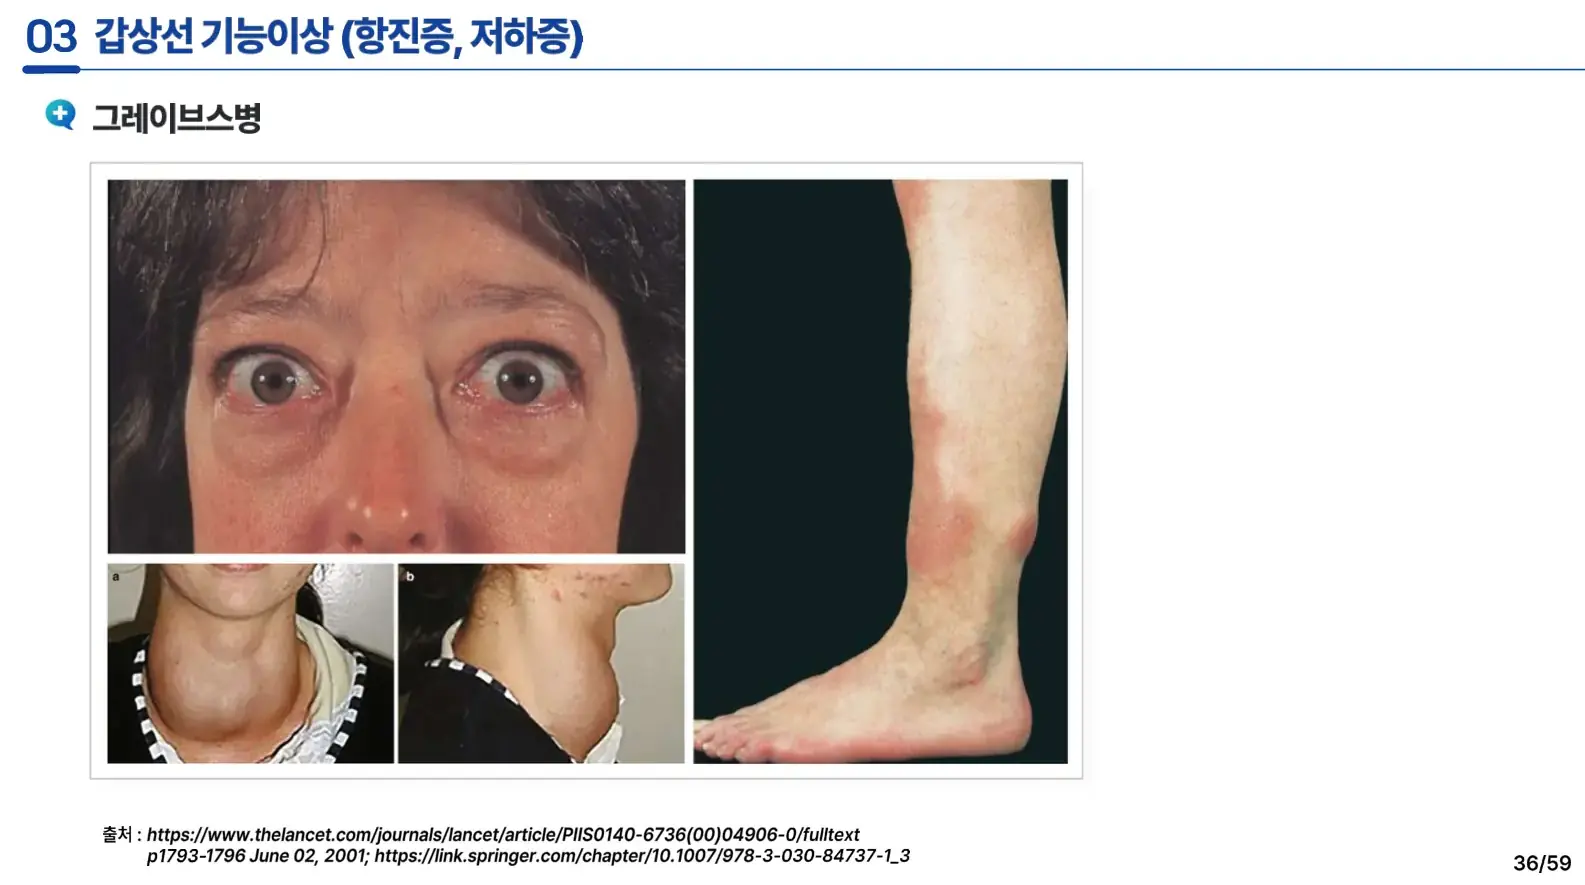 03 갑상선 기능이상 (항진증, 저하증)
그레이브스병
a
b
출처 : https://www.thelancet.com/journals/lancet/article/PIIS0140-6736(00)04906-0/fulltext
p1793-1796 June 02, 2001; https://link.springer.com/chapter/10.1007/978-3-030-84737-1_3
36/59